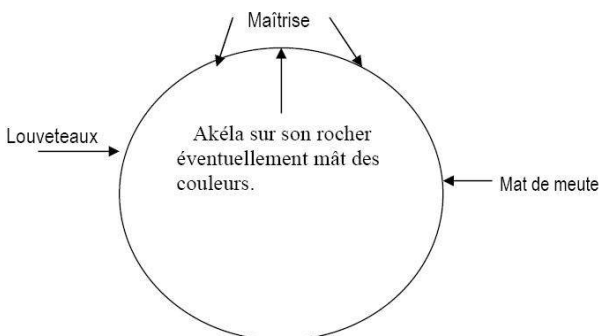 Maîtrise
Akéla sur son rocher
éventuellement mât des
couleurs.
Louveteaux
Mat de meute